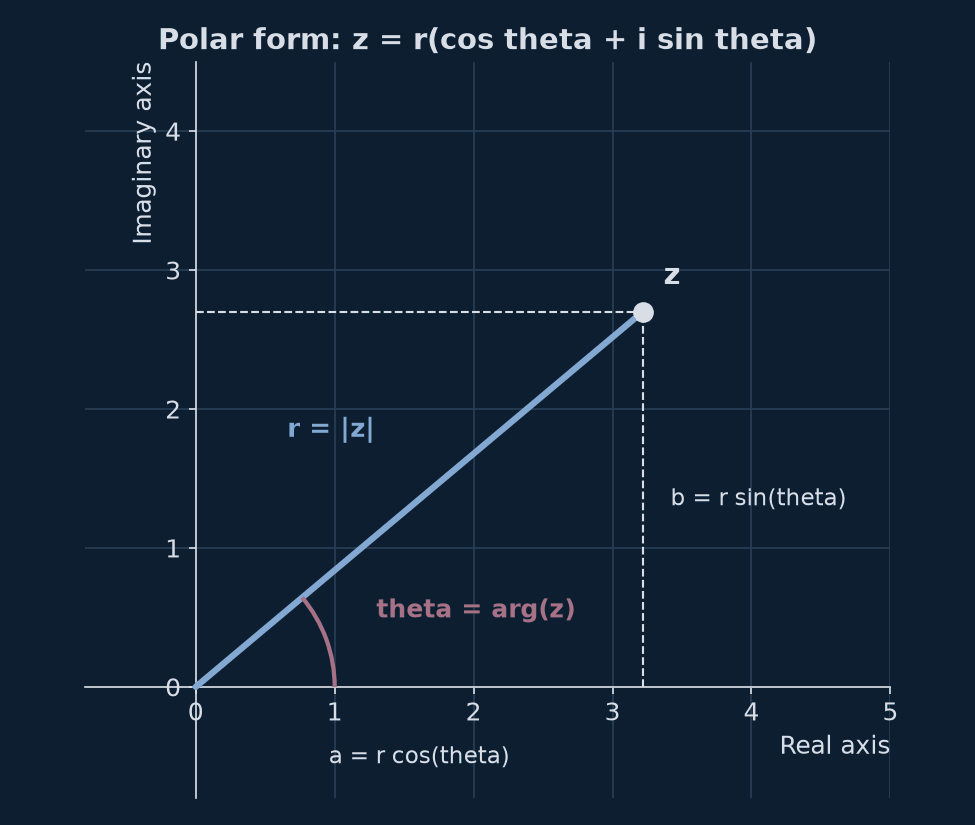 Polar form: z = r(cos theta + i sin theta)
Imaginary axis
4
3
z
2
r = |z|
b = r sin(theta)
1
theta = arg(z)
0
0 1 2 3 4 5
Real axis
a = r cos(theta)